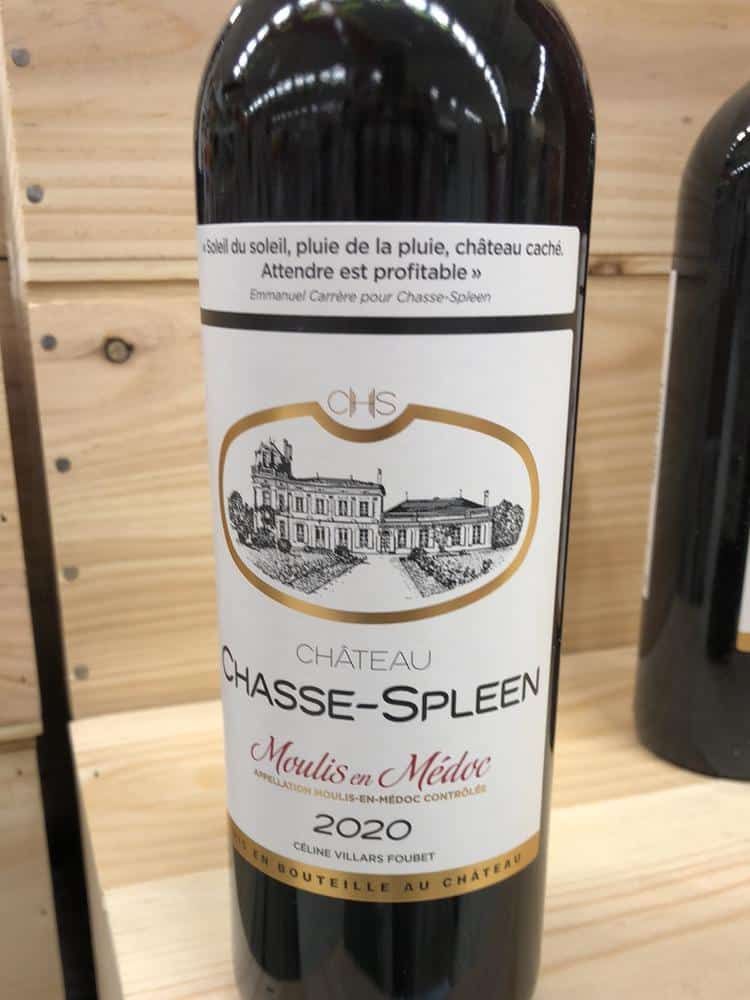 « Soleil du soleil, pluie de la pluie, château caché.
Attendre est profitable »
Emmanuel Carrère pour Chasse-Spleen
CHS
CHÂTEAU
CHASSE-SPLEEN
Moulis en Médoc
APPELLATION MOULIS-EN-MÉDOC CONTRÔLÉE
2020
CÉLINE VILLARS FOUBET
EN BOUTEILLE AU CHÂTEAU